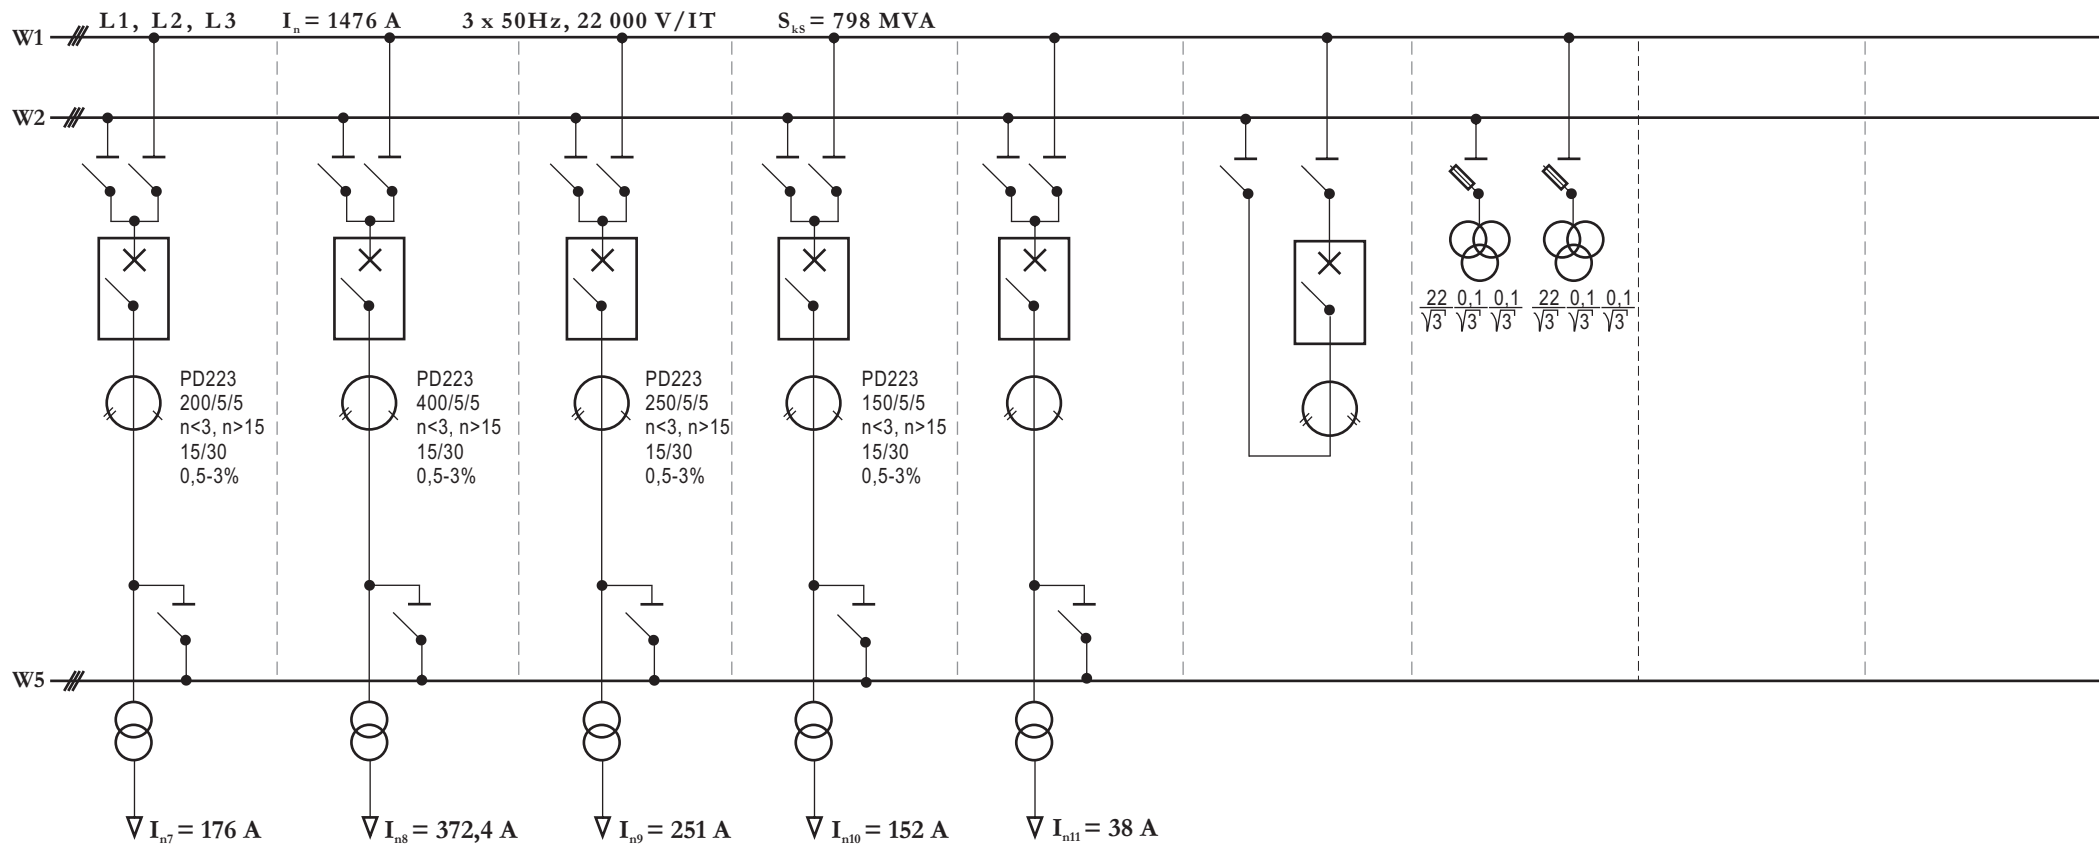 L1, L2, L3 Iₙ = 1476 A 3 x 50Hz, 22 000 V/IT SₖS = 798 MVA
W1
W2
22/√3 0,1/√3 0,1/√3 22/√3 0,1/√3 0,1/√3
PD223
200/5/5
n<3, n>15
15/30
0,5-3%
PD223
400/5/5
n<3, n>15
15/30
0,5-3%
PD223
250/5/5
n<3, n>15
15/30
0,5-3%
PD223
150/5/5
n<3, n>15
15/30
0,5-3%
W5
Iₙ₇ = 176 A
Iₙ₈ = 372,4 A
Iₙ₉ = 251 A
Iₙ₁₀ = 152 A
Iₙ₁₁ = 38 A